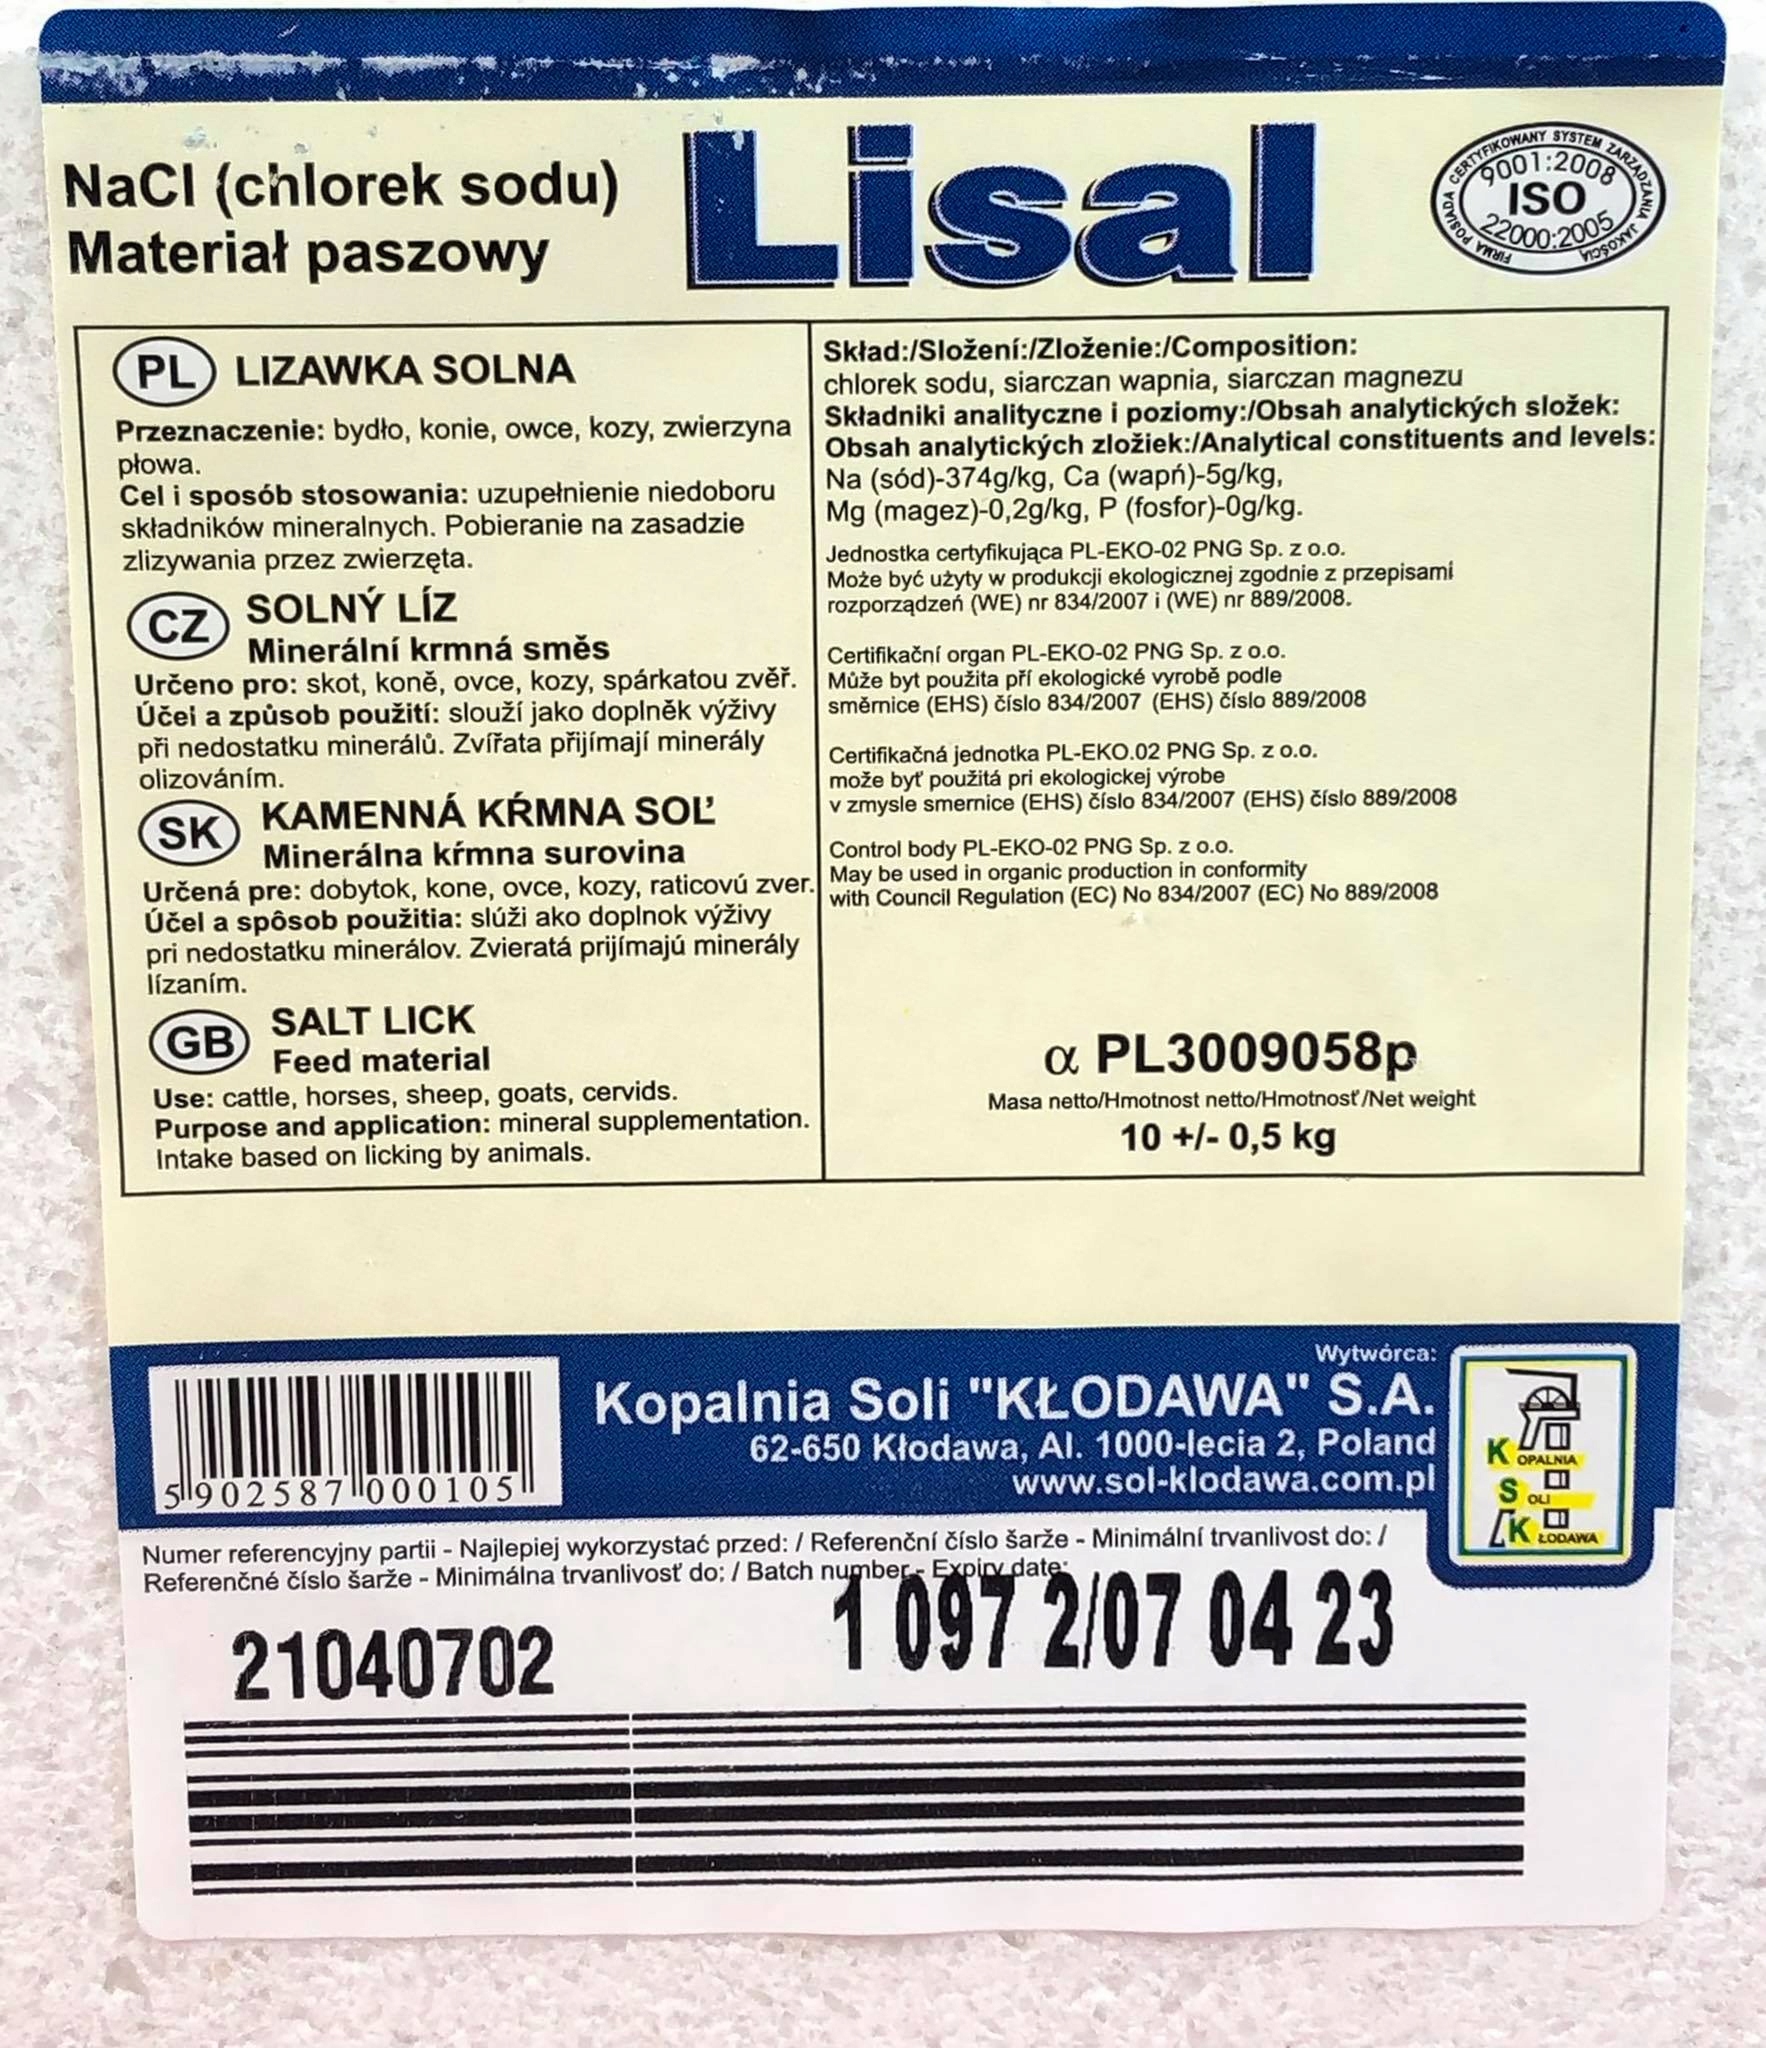 NaCl (chlorek sodu)
Materiał paszowy
Lisal
FIRMA POSIADA CERTYFIKOWANY SYSTEM ZARZĄDZANIA JAKOŚCIĄ
9001:2008
ISO
22000:2005
PL LIZAWKA SOLNA
Przeznaczenie: bydło, konie, owce, kozy, zwierzyna
płowa.
Cel i sposób stosowania: uzupełnienie niedoboru
składników mineralnych. Pobieranie na zasadzie
zlizywania przez zwierzęta.
CZ SOLNÝ LÍZ
Minerální krmná směs
Určeno pro: skot, koně, ovce, kozy, spárkatou zvěř.
Účei a způsob použití: slouží jako doplněk výživy
při nedostatku minerálů. Zvířata přijímají minerály
olizováním.
SK KAMENNÁ KŔMNA SOĽ
Minerálna kŕmna surovina
Určená pre: dobytok, kone, ovce, kozy, raticovú zver.
Účel a spôsob použitia: slúži ako doplnok výživy
pri nedostatku minerálov. Zvieratá prijímajú minerály
lízaním.
GB SALT LICK
Feed material
Use: cattle, horses, sheep, goats, cervids.
Purpose and application: mineral supplementation.
Intake based on licking by animals.
Skład:/Složení:/Zloženie:/Composition:
chlorek sodu, siarczan wapnia, siarczan magnezu
Składniki analityczne i poziomy:/Obsah analytických složek:
Obsah analytických zložiek:/Analytical constituents and levels:
Na (sód)-374g/kg, Ca (wapń)-5g/kg,
Mg (magez)-0,2g/kg, P (fosfor)-0g/kg.
Jednostka certyfikująca PL-EKO-02 PNG Sp. z o.o.
Może być użyty w produkcji ekologicznej zgodnie z przepisami
rozporządzeń (WE) nr 834/2007 i (WE) nr 889/2008.
Certifikační organ PL-EKO-02 PNG Sp. z o.o.
Může byt použita pří ekologické vyrobě podle
směrnice (EHS) číslo 834/2007 (EHS) číslo 889/2008
Certifikačná jednotka PL-EKO.02 PNG Sp. z o.o.
može byť použitá pri ekologickej výrobe
v zmysle smernice (EHS) číslo 834/2007 (EHS) číslo 889/2008
Control body PL-EKO-02 PNG Sp. z o.o.
May be used in organic production in conformity
with Council Regulation (EC) No 834/2007 (EC) No 889/2008
α PL3009058p
Masa netto/Hmotnost netto/Hmotnosť/Net weight
10 +/- 0,5 kg
5 902587 000105
Wytwórca:
Kopalnia Soli "KŁODAWA" S.A.
62-650 Kłodawa, Al. 1000-lecia 2, Poland
www.sol-klodawa.com.pl
KOPALNIA
SOLI
KŁODAWA
Numer referencyjny partii - Najlepiej wykorzystać przed: / Referenční číslo šarže - Minimální trvanlivost do: /
Referenčné číslo šarže - Minimálna trvanlivosť do: / Batch number - Expiry date:
21040702
1 097 2/07 04 23